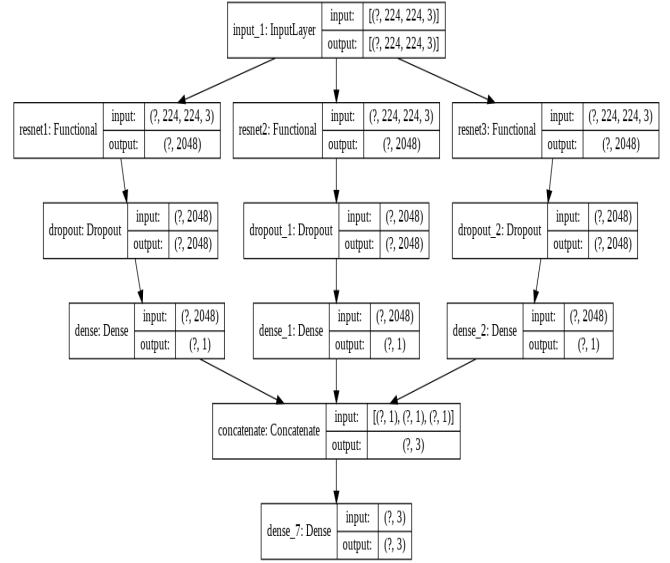 input_1: InputLayer
input: [(?, 224, 224, 3)]
output: [(?, 224, 224, 3)]
resnet1: Functional
input: (?, 224, 224, 3)
output: (?, 2048)
resnet2: Functional
input: (?, 224, 224, 3)
output: (?, 2048)
resnet3: Functional
input: (?, 224, 224, 3)
output: (?, 2048)
dropout: Dropout
input: (?, 2048)
output: (?, 2048)
dropout_1: Dropout
input: (?, 2048)
output: (?, 2048)
dropout_2: Dropout
input: (?, 2048)
output: (?, 2048)
dense: Dense
input: (?, 2048)
output: (?, 1)
dense_1: Dense
input: (?, 2048)
output: (?, 1)
dense_2: Dense
input: (?, 2048)
output: (?, 1)
concatenate: Concatenate
input: [(?, 1), (?, 1), (?, 1)]
output: (?, 3)
dense_7: Dense
input: (?, 3)
output: (?, 3)